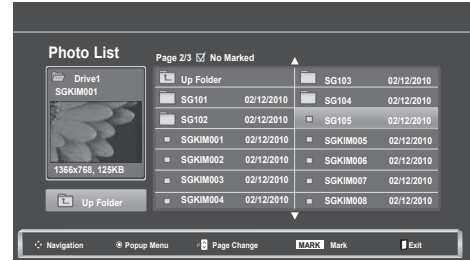 Photo List
Page 2/3 ☑ No Marked
Drive1
SGKIM001
1366x768, 125KB
Up Folder
Up Folder
SG101 02/12/2010
SG102 02/12/2010
SGKIM001 02/12/2010
SGKIM002 02/12/2010
SGKIM003 02/12/2010
SGKIM004 02/12/2010
SG103 02/12/2010
SG104 02/12/2010
SG105 02/12/2010
SGKIM005 02/12/2010
SGKIM006 02/12/2010
SGKIM007 02/12/2010
SGKIM008 02/12/2010
Navigation Popup Menu Page Change MARK Mark Exit